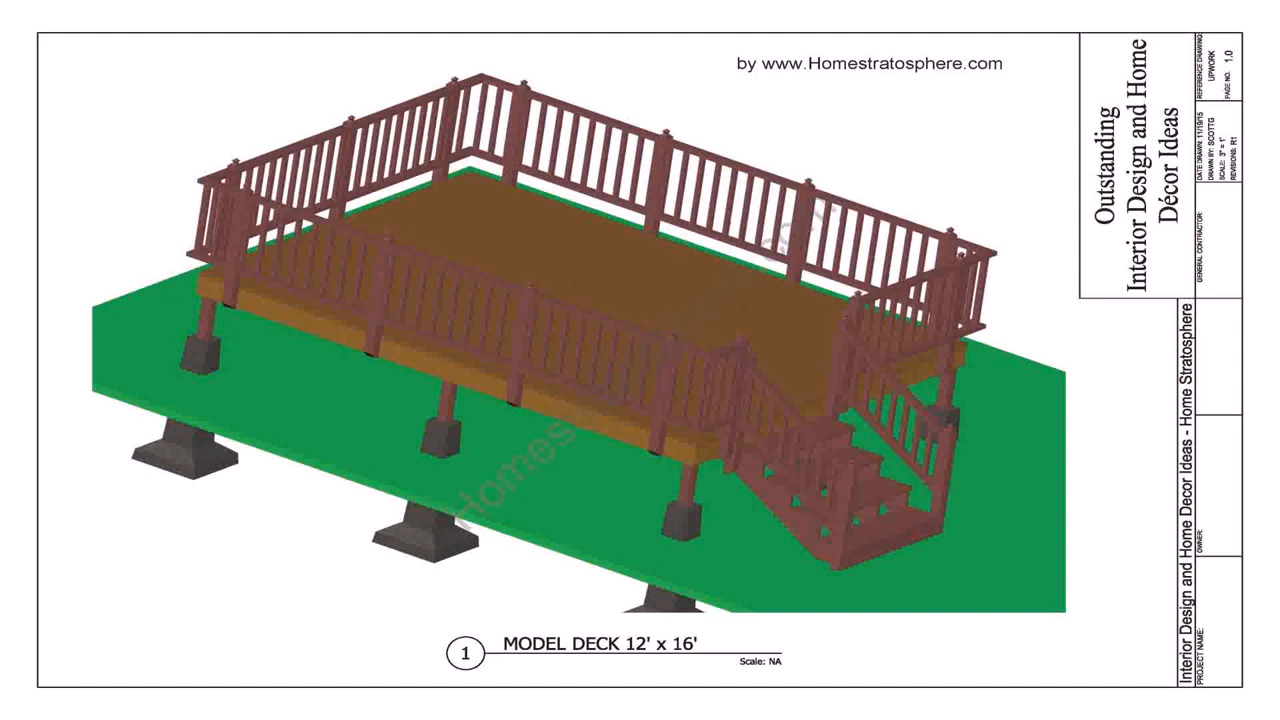 by www.Homestratosphere.com
Outstanding
Interior Design and Home
Décor Ideas
REFERENCE DRAWING:
UPWORK
PAGE NO. 1.0
DATE DRAWN: 11/19/15
DRAWN BY: SCOTTG
SCALE: 3" = 1'
REVISIONS: R1
GENERAL CONTRACTOR:
Interior Design and Home Decor Ideas - Home Stratosphere
OWNER:
PROJECT NAME:
1
MODEL DECK 12' x 16'
Scale: NA